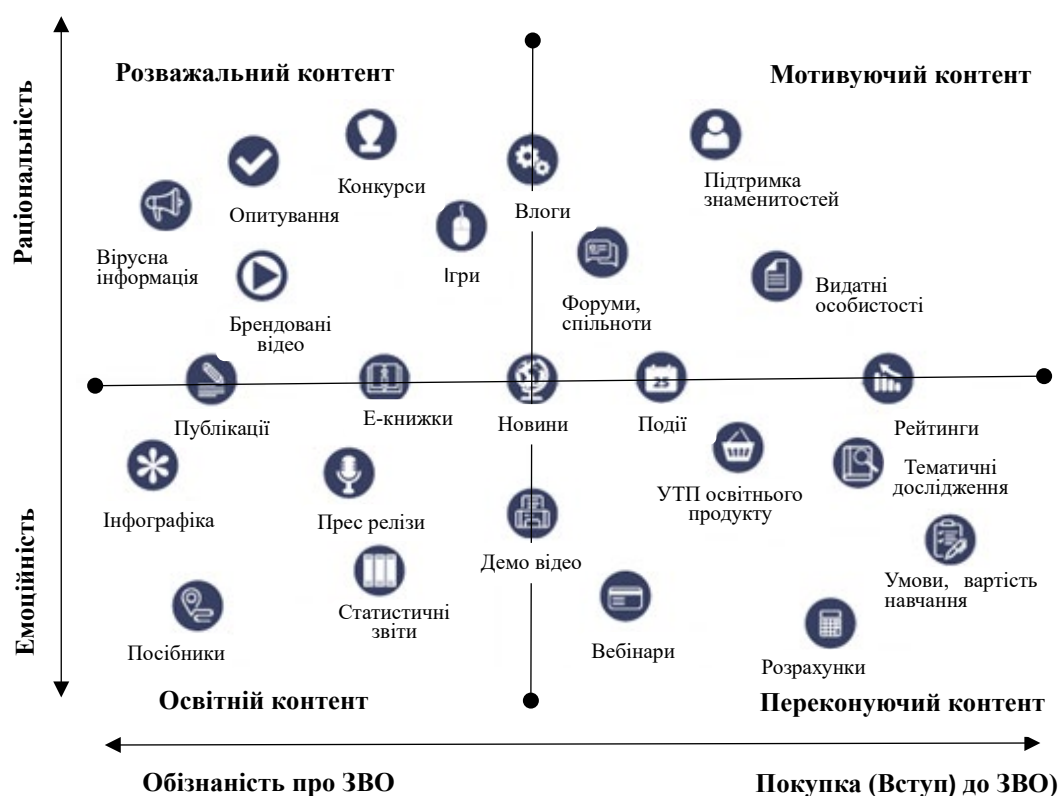 Розважальний контент
Мотивуючий контент
Раціональність
Конкурси
Опитування
Влоги
Підтримка
знаменитостей
Вірусна
інформація
Ігри
Брендовані
відео
Форуми,
спільноти
Видатні
особистості
Публікації
Е-книжки
Новини
Події
Рейтинги
25
Емоційність
Інфографіка
Прес релізи
УТП освітнього
продукту
Тематичні
дослідження
Демо відео
Статистичні
звіти
Умови, вартість
навчання
Посібники
Вебінари
Розрахунки
Освітній контент
Переконуючий контент
Обізнаність про ЗВО
Покупка (Вступ) до ЗВО)